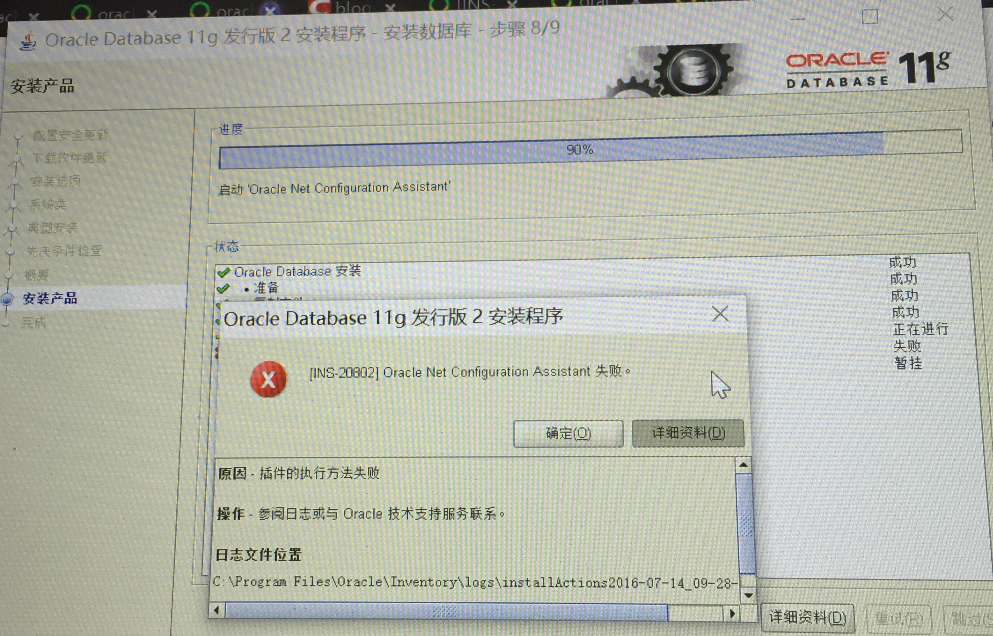 Oracle Database 11g 发行版 2 安装程序 - 安装数据库 - 步骤 8/9
安装产品
ORACLE
DATABASE
11g
配置安全更新
下载软件更新
安装选项
系统类
典型安装
先决条件检查
概要
安装产品
完成
进度
90%
启动 'Oracle Net Configuration Assistant'
状态
Oracle Database 安装
成功
• 准备
成功
成功
成功
正在进行
失败
暂挂
Oracle Database 11g 发行版 2 安装程序
[INS-20802] Oracle Net Configuration Assistant 失败。
确定(O)
详细资料(D)
原因 - 插件的执行方法失败
操作 - 参阅日志或与 Oracle 技术支持服务联系。
日志文件位置
C:\Program Files\Oracle\Inventory\logs\installActions2016-07-14_09-28-
详细资料(D)
重试(R)